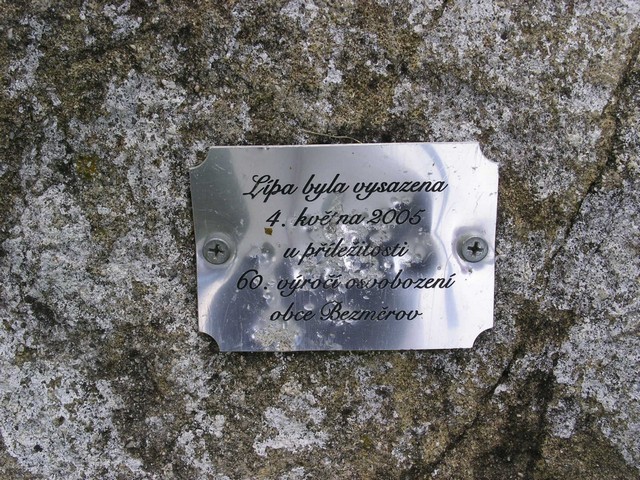 Lípa byla vysazena
4. května 2005
u příležitosti
60. výročí osvobození
obce Bezměrov